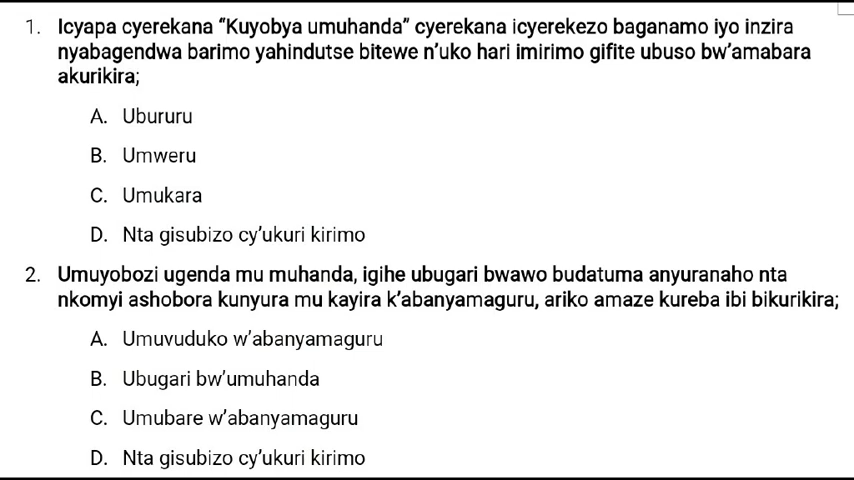 1. Icyapa cyerekana “Kuyobya umuhanda” cyerekana icyerekezo baganamo iyo inzira
nyabagendwa barimo yahindutse bitewe n’uko hari imirimo gifite ubuso bw’amabara
akurikira;
A. Ubururu
B. Umweru
C. Umukara
D. Nta gisubizo cy’ukuri kirimo
2. Umuyobozi ugenda mu muhanda, igihe ubugari bwawo budatuma anyuranaho nta
nkomyi ashobora kunyura mu kayira k’abanyamaguru, ariko amaze kureba ibi bikurikira;
A. Umuvuduko w’abanyamaguru
B. Ubugari bw’umuhanda
C. Umubare w’abanyamaguru
D. Nta gisubizo cy’ukuri kirimo